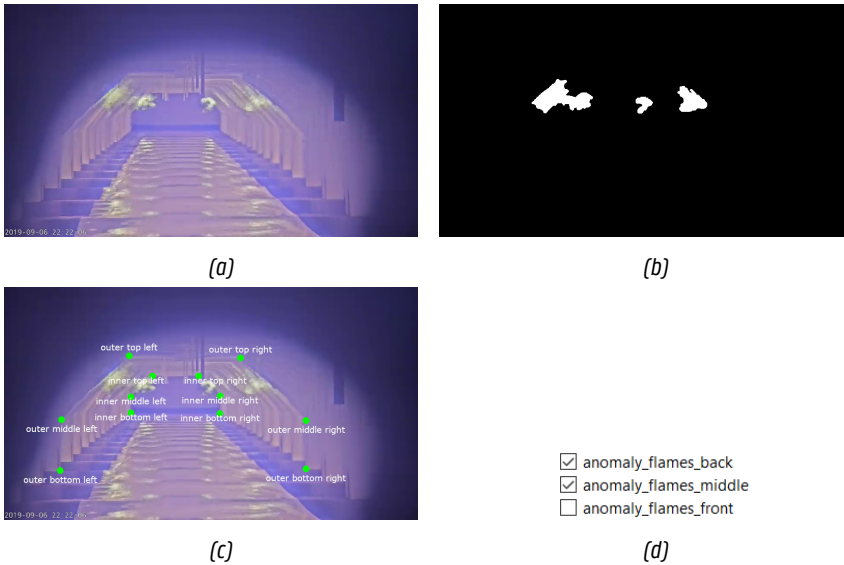 2019-09-06 22:22:06
(a)
(b)
outer top left
outer top right
inner top left
inner top right
inner middle left
inner middle right
inner bottom left
inner bottom right
outer middle left
outer middle right
outer bottom left
outer bottom right
2019-09-06 22:22:06
anomaly_flames_back
anomaly_flames_middle
anomaly_flames_front
(c)
(d)